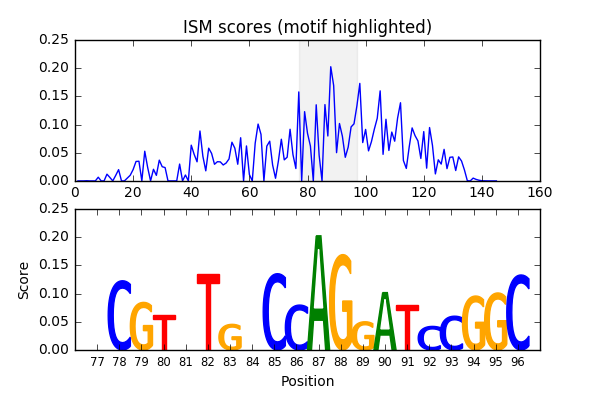 ISM scores (motif highlighted)
0.25
0.20
0.15
0.10
0.05
0.00
0 20 40 60 80 100 120 140 160
0.25
0.20
0.15
0.10
0.05
0.00
Score
CGTTGCCAGGATCCGGC
77 78 79 80 81 82 83 84 85 86 87 88 89 90 91 92 93 94 95 96
Position